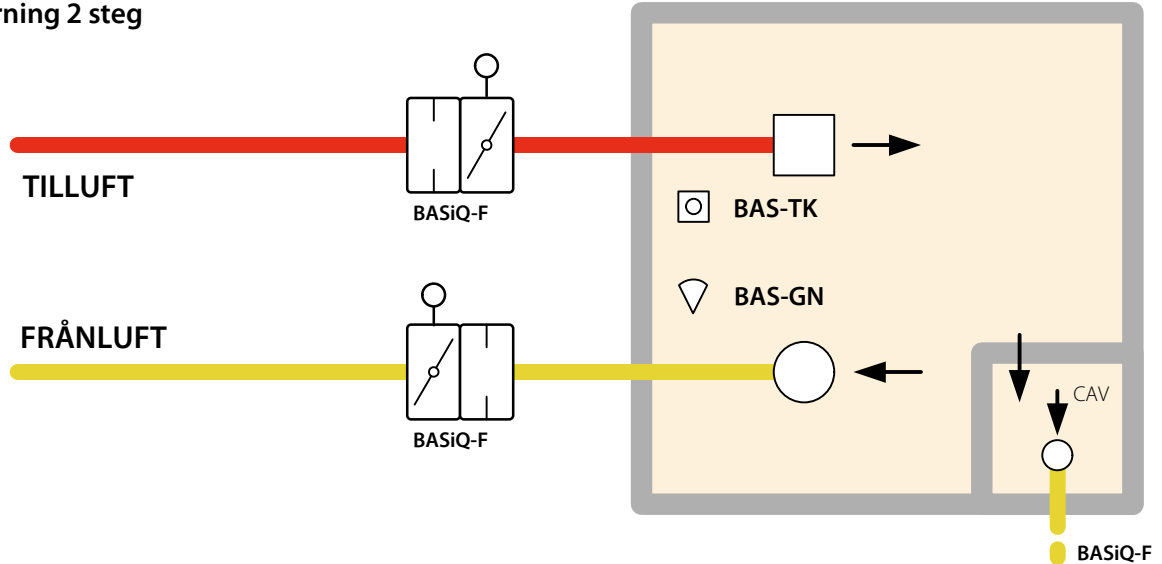 rning 2 steg
TILLUFT
BASiQ-F
BAS-TK
BAS-GN
FRÅNLUFT
BASiQ-F
CAV
BASiQ-F